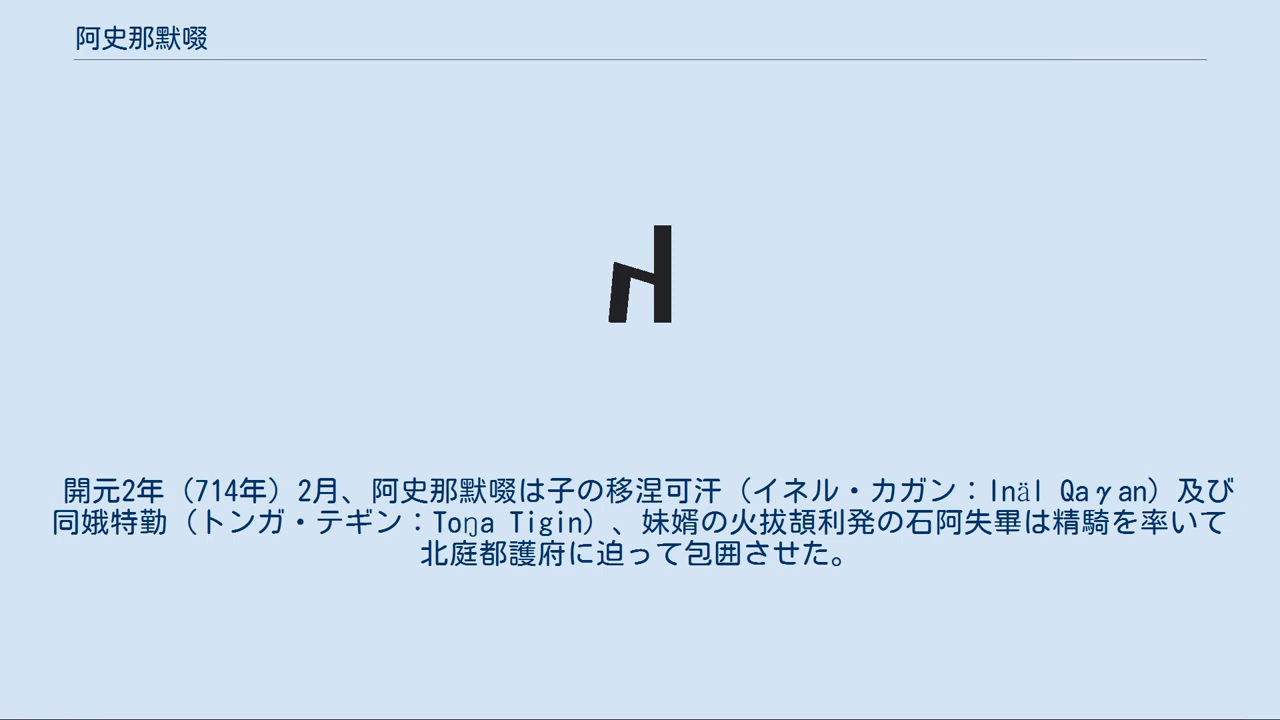 阿史那默啜
開元2年（714年）2月、阿史那默啜は子の移涅可汗（イネル・カガン：Inäl Qaγan）及び
同娥特勤（トンガ・テギン：Toŋa Tigin）、妹婿の火拔頡利発の石阿失畢は精騎を率いて
北庭都護府に迫って包囲させた。